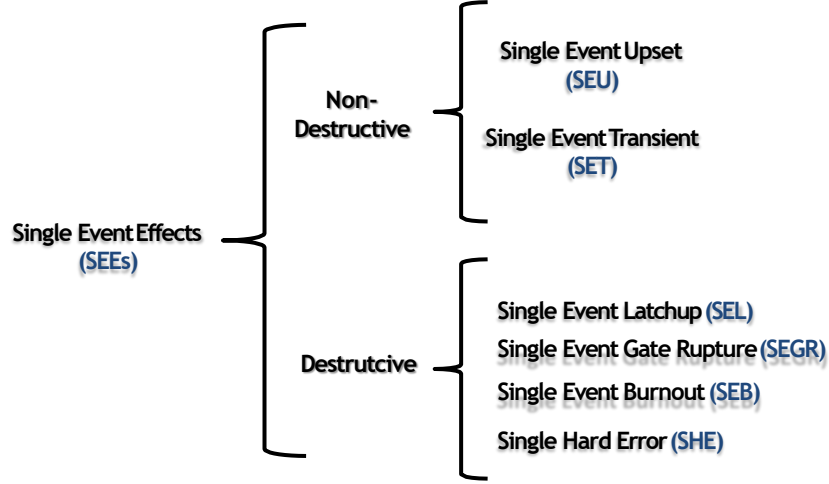 Single Event Effects
(SEEs)
Non-
Destructive
Single Event Upset
(SEU)
Single Event Transient
(SET)
Destrutcive
Single Event Latchup (SEL)
Single Event Gate Rupture (SEGR)
Single Event Burnout (SEB)
Single Hard Error (SHE)